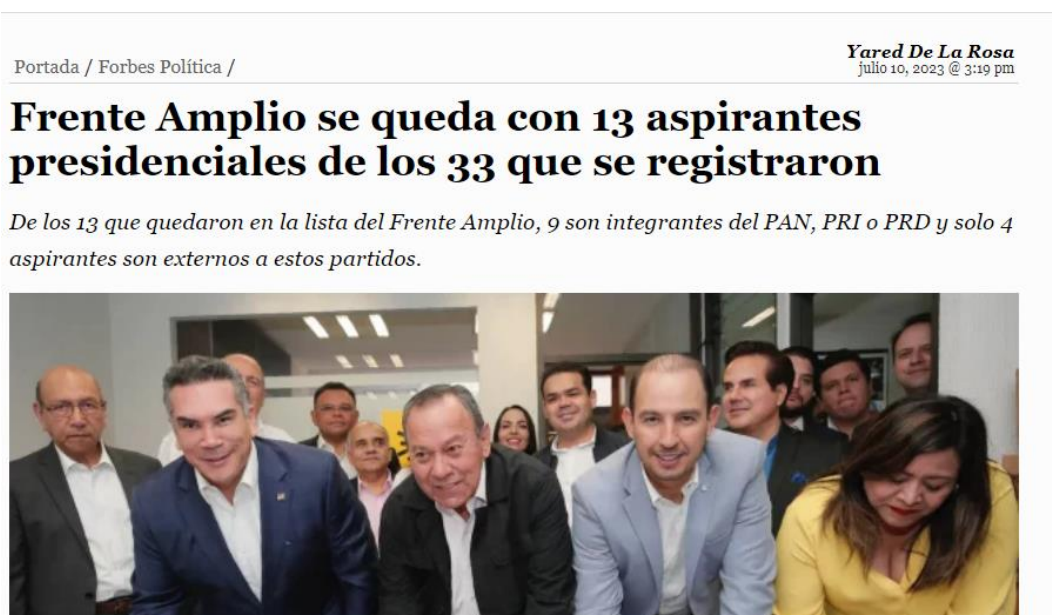 Portada / Forbes Política /
Yared De La Rosa
julio 10, 2023 @ 3:19 pm
Frente Amplio se queda con 13 aspirantes
presidenciales de los 33 que se registraron
De los 13 que quedaron en la lista del Frente Amplio, 9 son integrantes del PAN, PRI o PRD y solo 4
aspirantes son externos a estos partidos.